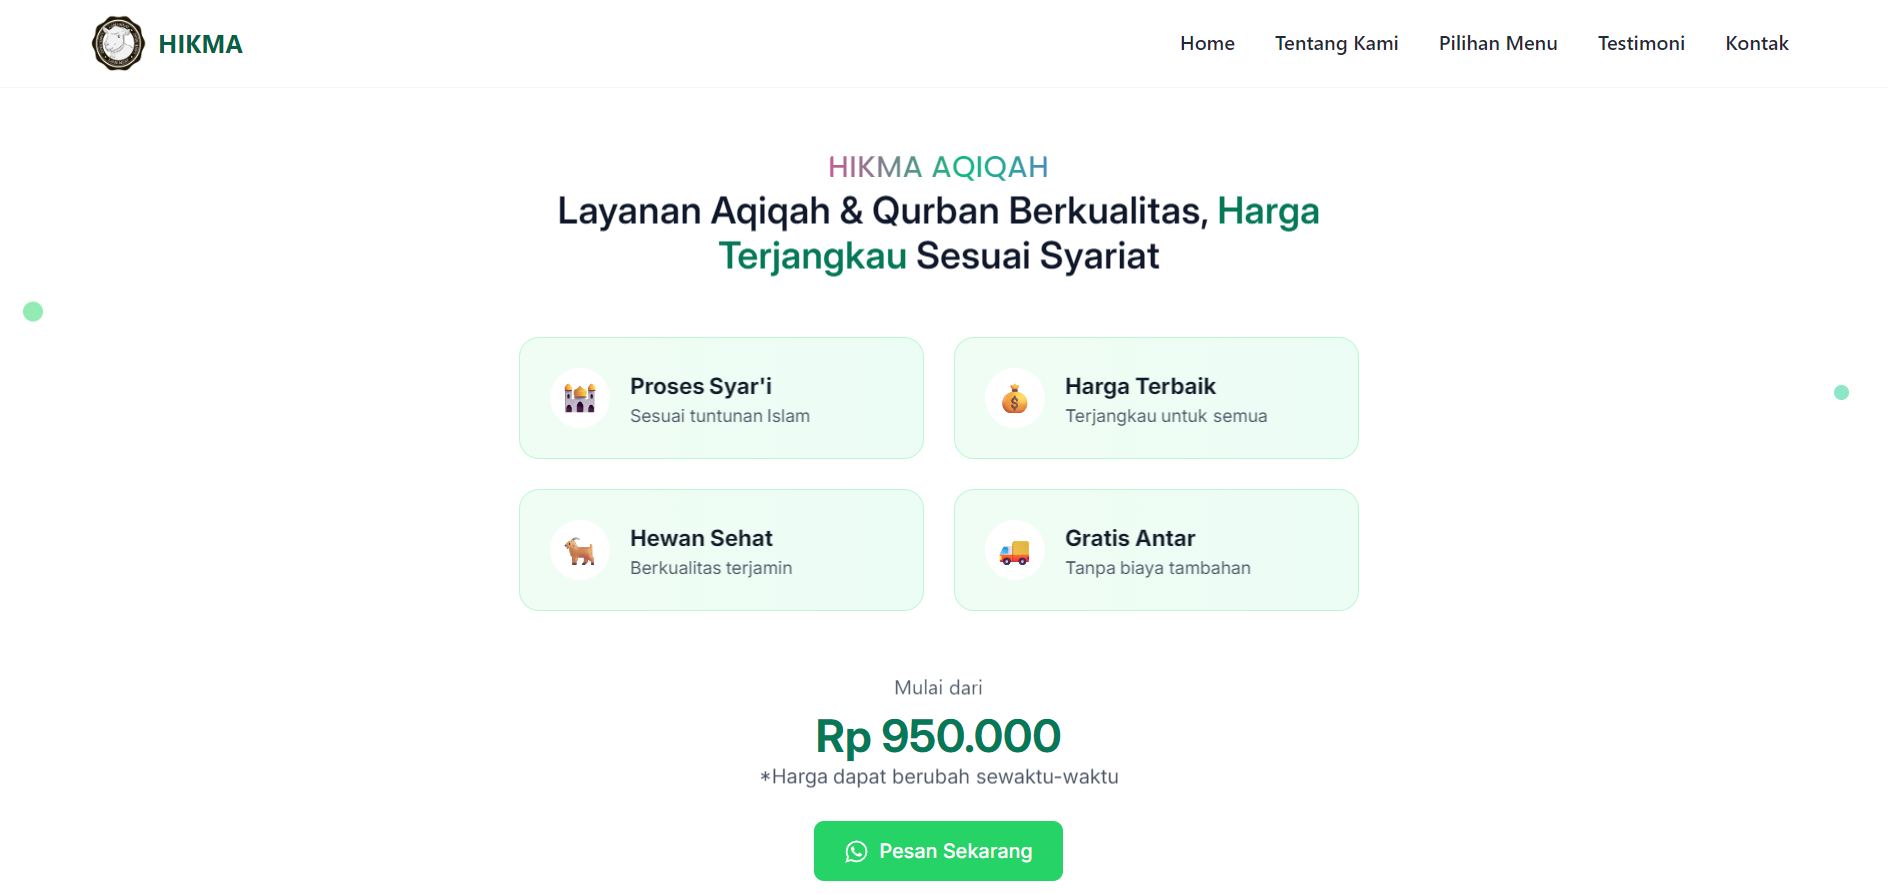 HIKMA
Home
Tentang Kami
Pilihan Menu
Testimoni
Kontak
HIKMA AQIQAH
Layanan Aqiqah & Qurban Berkualitas, Harga
Terjangkau Sesuai Syariat
Proses Syar'i
Sesuai tuntunan Islam
Harga Terbaik
Terjangkau untuk semua
Hewan Sehat
Berkualitas terjamin
Gratis Antar
Tanpa biaya tambahan
Mulai dari
Rp 950.000
*Harga dapat berubah sewaktu-waktu
Pesan Sekarang